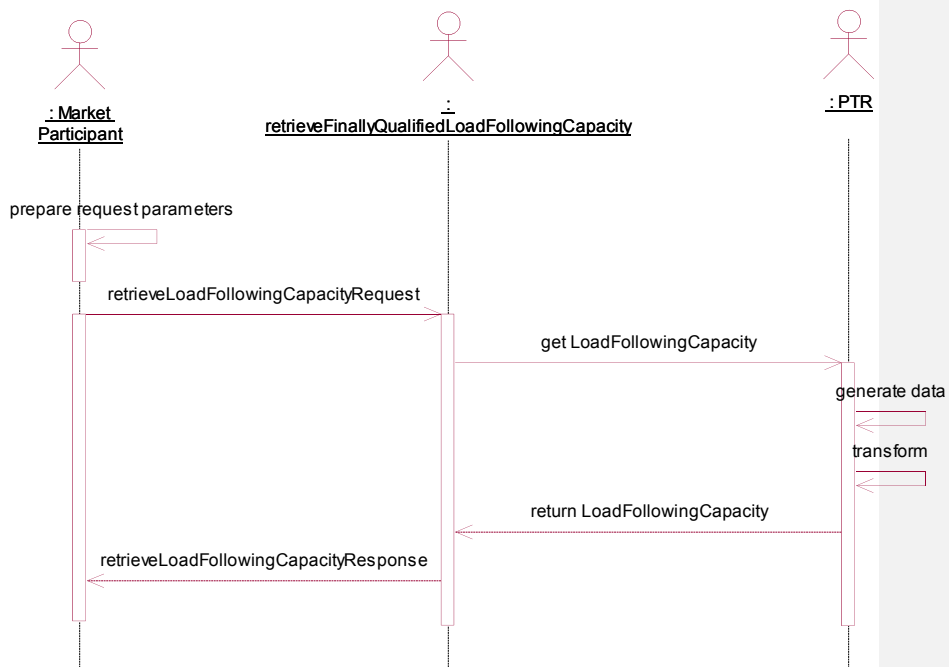 : Market
Participant
:
retrieveFinallyQualifiedLoadFollowingCapacity
: PTR
prepare request parameters
retrieveLoadFollowingCapacityRequest
get LoadFollowingCapacity
generate data
transform
return LoadFollowingCapacity
retrieveLoadFollowingCapacityResponse